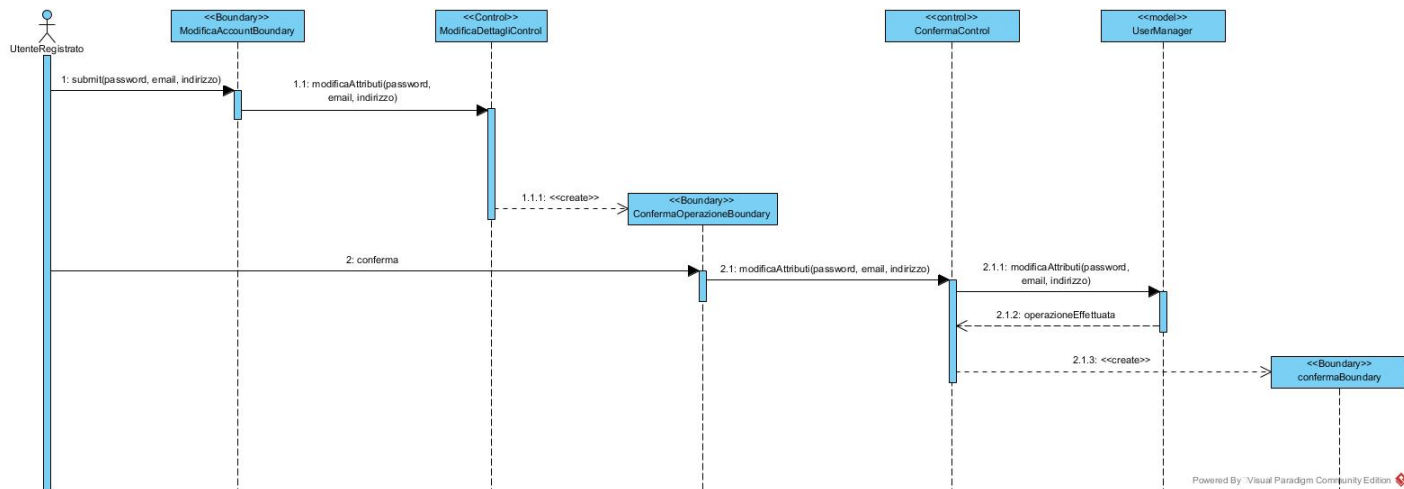 <<Boundary>>
ModificaAccountBoundary
<<Control>>
ModificaDettagliControl
<<control>>
ConfermaControl
<<model>>
UserManager
UtenteRegistrato
1: submit(password, email, indirizzo)
1.1: modificaAttributi(password,
email, indirizzo)
1.1.1: <<create>>
<<Boundary>>
ConfermaOperazioneBoundary
2: conferma
2.1: modificaAttributi(password, email, indirizzo)
2.1.1: modificaAttributi(password,
email, indirizzo)
2.1.2: operazioneEffettuata
2.1.3: <<create>>
<<Boundary>>
confermaBoundary
Powered By Visual Paradigm Community Edition